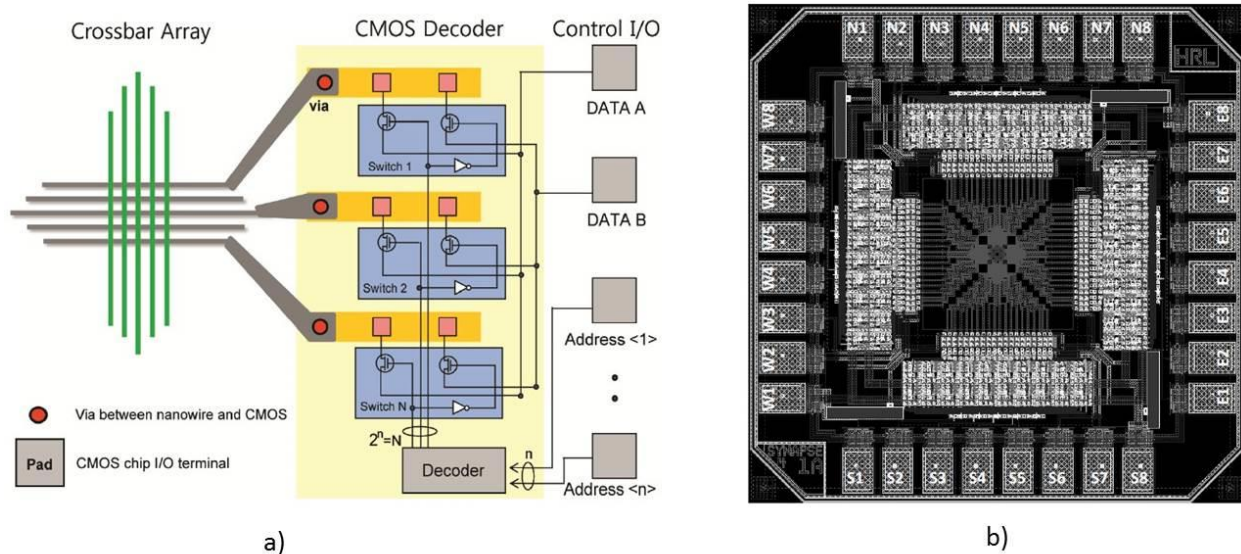 Crossbar Array
CMOS Decoder
Control I/O
via
Switch 1
Switch 2
Switch N
2ⁿ=N
Decoder
n
DATA A
DATA B
Address <1>
Address <n>
Via between nanowire and CMOS
Pad
CMOS chip I/O terminal
a)
N1 N2 N3 N4 N5 N6 N7 N8
HRL
W8
W7
W6
W5
W4
W3
W2
W1
E8
E7
E6
E5
E4
E3
E2
E1
SYNAPSE
1A
S1 S2 S3 S4 S5 S6 S7 S8
b)